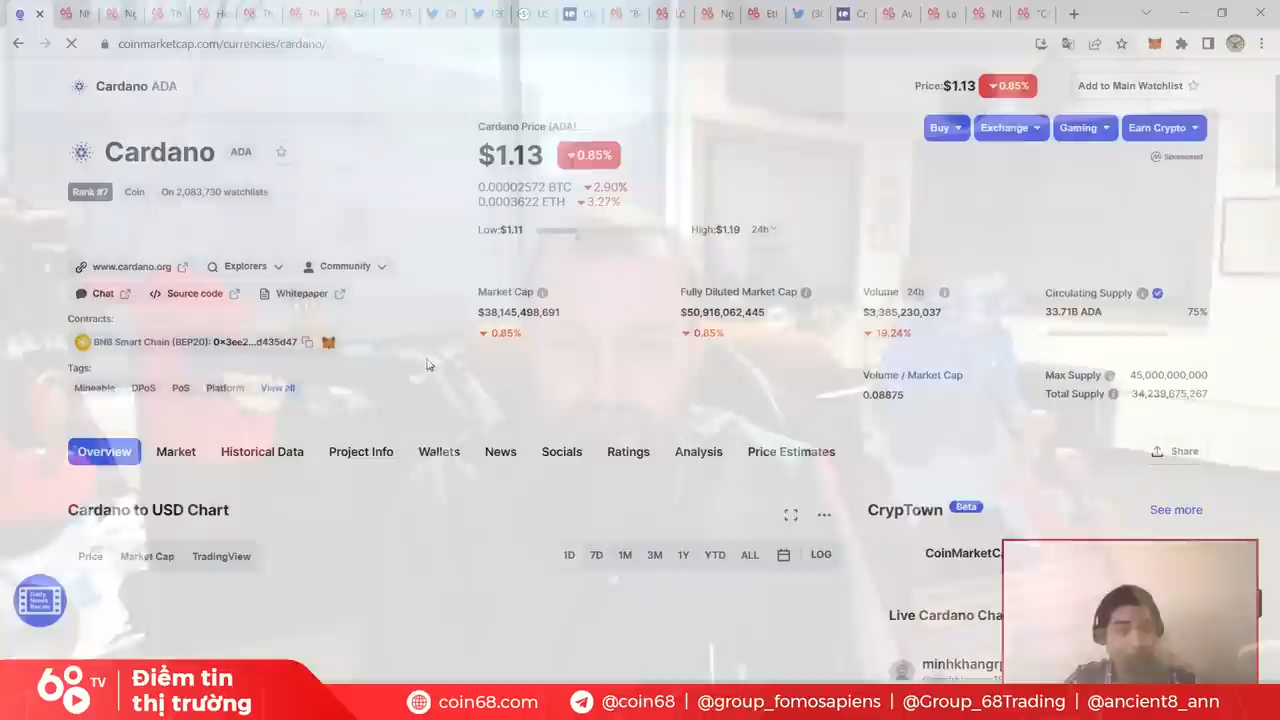 coinmarketcap.com/currencies/cardano/
Cardano ADA
Price: $1.13 0.85%
Add to Main Watchlist
Cardano ADA
Rank #7 Coin On 2,083,730 watchlists
Cardano Price (ADA)
$1.13 0.85%
0.00002572 BTC 2.90%
0.0003622 ETH 3.27%
Low: $1.11 High: $1.19 24h
Buy Exchange Gaming Earn Crypto
Sponsored
www.cardano.org Explorers Community
Chat Source code Whitepaper
Contracts:
BNB Smart Chain (BEP20): 0x3ee2...d435d47
Tags:
Mineable DPoS PoS Platform View all
Market Cap
$38,145,498,691
0.85%
Fully Diluted Market Cap
$50,916,062,445
0.85%
Volume 24h
$3,385,230,037
19.24%
Volume / Market Cap
0.08875
Circulating Supply
33.71B ADA 75%
Max Supply 45,000,000,000
Total Supply 34,239,675,267
Overview Market Historical Data Project Info Wallets News Socials Ratings Analysis Price Estimates
Share
Cardano to USD Chart
Price Market Cap TradingView
1D 7D 1M 3M 1Y YTD ALL LOG
CrypTown Beta See more
CoinMarketCa
Live Cardano Cha
minhkhangr
Daily
News
Recap
68 TV
Điểm tin
thị trường
coin68.com @coin68 | @group_fomosapiens | @Group_68Trading | @ancient8_ann